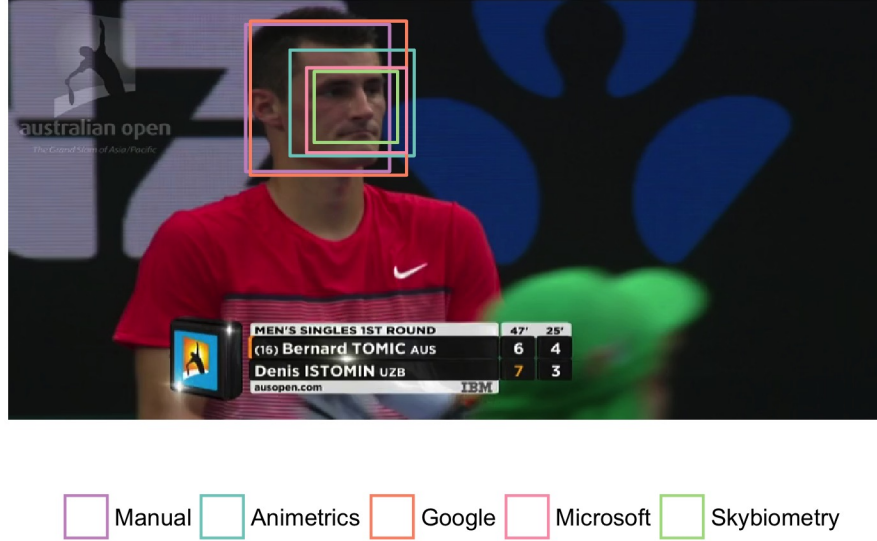 australian open
The Grand Slam of Asia/Pacific
MEN'S SINGLES 1ST ROUND 47' 25'
(16) Bernard TOMIC AUS 6 4
Denis ISTOMIN UZB 7 3
ausopen.com IBM
Manual Animetrics Google Microsoft Skybiometry